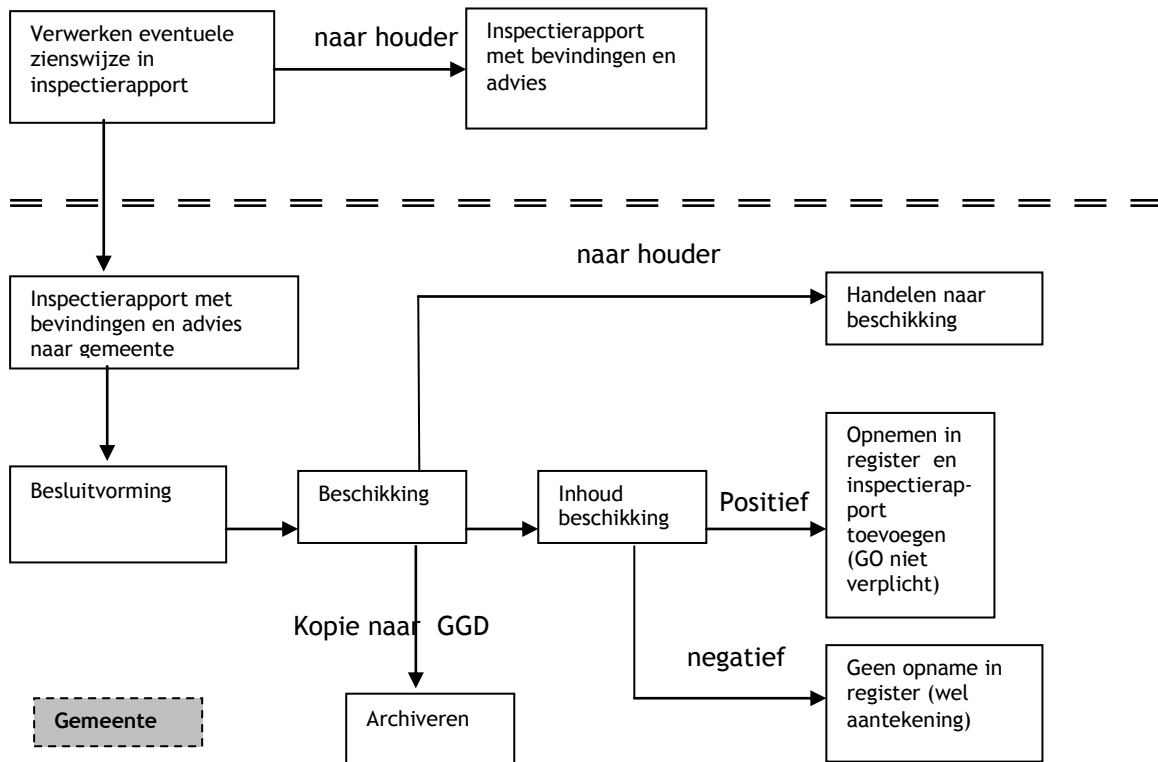 Verwerken eventuele
zienswijze in
inspectierapport
naar houder
Inspectierapport
met bevindingen en
advies
naar houder
Inspectierapport met
bevindingen en advies
naar gemeente
Handelen naar
beschikking
Besluitvorming
Beschikking
Inhoud
beschikking
Positief
Opnemen in
register en
inspectierap-
port
toevoegen
(GO niet
verplicht)
Kopie naar GGD
negatief
Geen opname in
register (wel
aantekening)
Archiveren
Gemeente